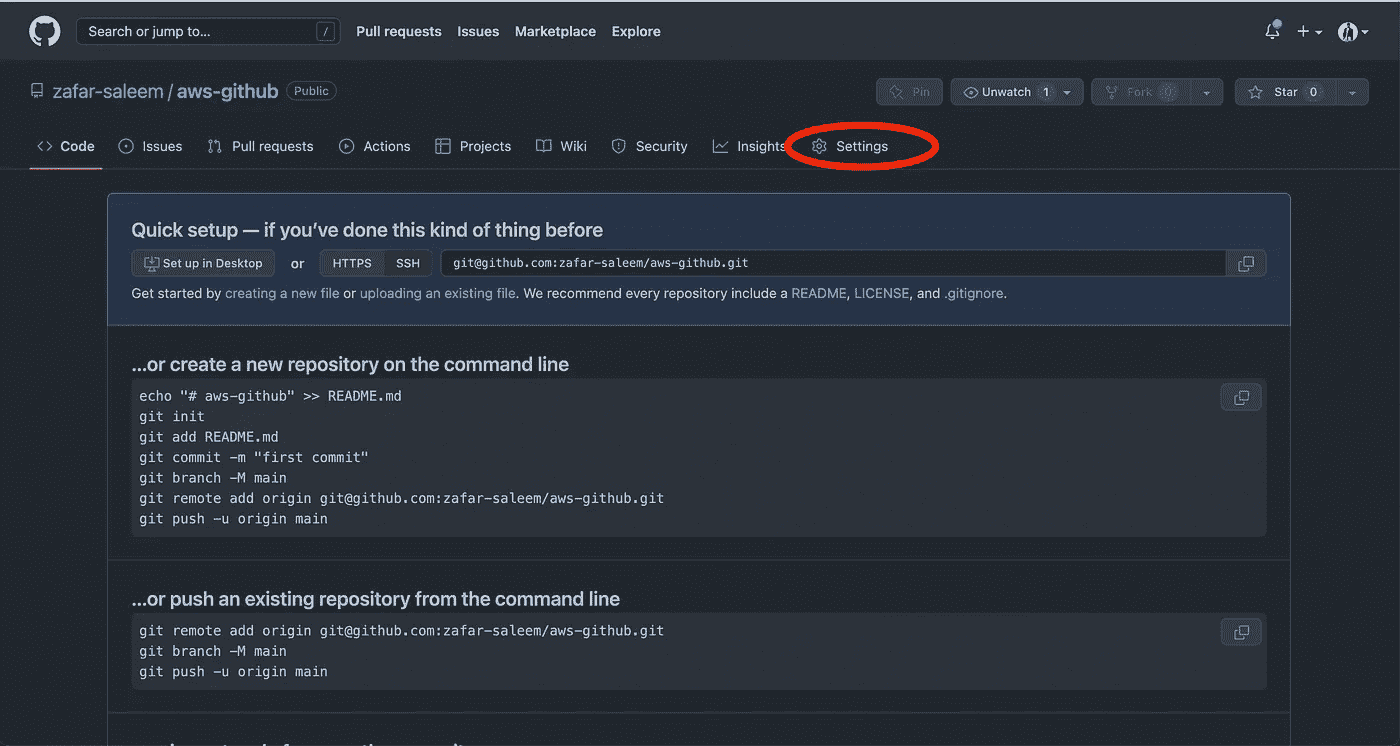 Search or jump to... /
Pull requests Issues Marketplace Explore
zafar-saleem / aws-github Public
Pin Unwatch 1 Fork 0 Star 0
Code Issues Pull requests Actions Projects Wiki Security Insights Settings
Quick setup — if you’ve done this kind of thing before
Set up in Desktop or HTTPS SSH git@github.com:zafar-saleem/aws-github.git
Get started by creating a new file or uploading an existing file. We recommend every repository include a README, LICENSE, and .gitignore.
...or create a new repository on the command line
echo "# aws-github" >> README.md
git init
git add README.md
git commit -m "first commit"
git branch -M main
git remote add origin git@github.com:zafar-saleem/aws-github.git
git push -u origin main
...or push an existing repository from the command line
git remote add origin git@github.com:zafar-saleem/aws-github.git
git branch -M main
git push -u origin main